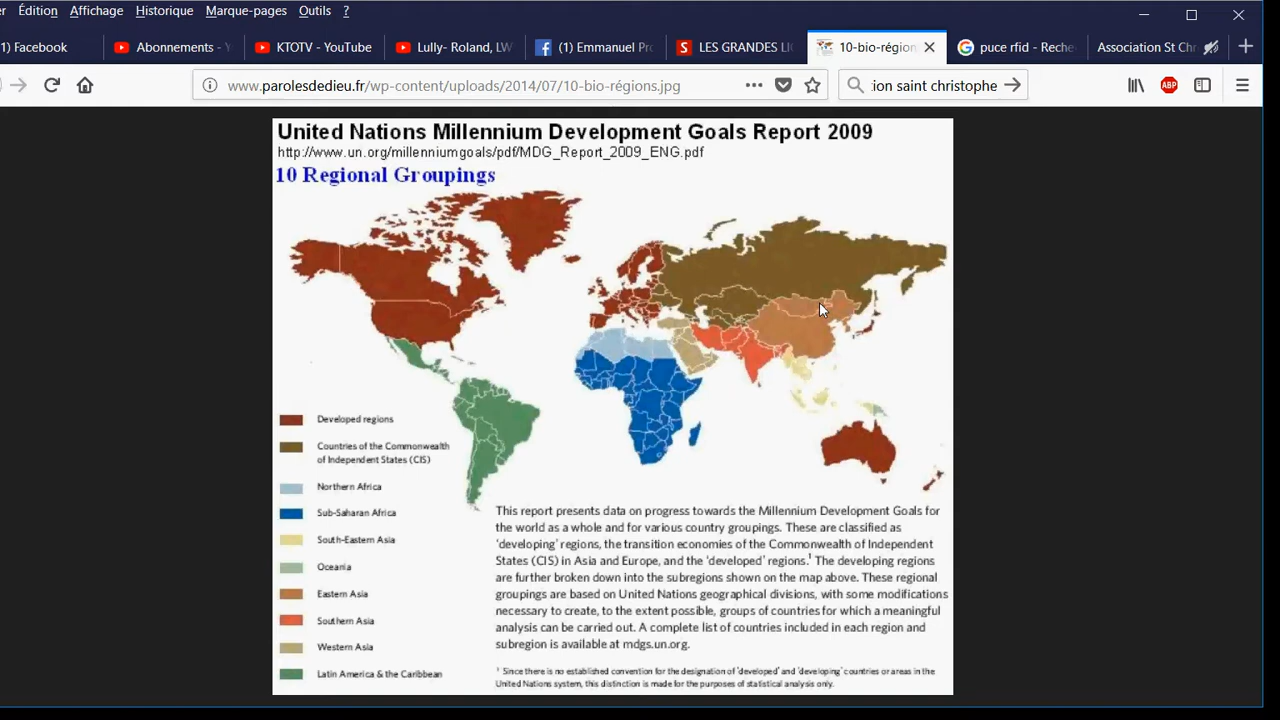 Édition Affichage Historique Marque-pages Outils ?
1) Facebook Abonnements - KTOTV - YouTube Lully- Roland, LW (1) Emmanuel Pr LES GRANDES LI 10-bio-région puce rfid - Reche Association St Chr
www.parolesdedieu.fr/wp-content/uploads/2014/07/10-bio-régions.jpg ion saint christophe ABP
United Nations Millennium Development Goals Report 2009
http://www.un.org/millenniumgoals/pdf/MDG_Report_2009_ENG.pdf
10 Regional Groupings
Developed regions
Countries of the Commonwealth
of Independent States (CIS)
Northern Africa
Sub-Saharan Africa
South-Eastern Asia
Oceania
Eastern Asia
Southern Asia
Western Asia
Latin America & the Caribbean
This report presents data on progress towards the Millennium Development Goals for
the world as a whole and for various country groupings. These are classified as
'developing' regions, the transition economies of the Commonwealth of Independent
States (CIS) in Asia and Europe, and the 'developed' regions.¹ The developing regions
are further broken down into the subregions shown on the map above. These regional
groupings are based on United Nations geographical divisions, with some modifications
necessary to create, to the extent possible, groups of countries for which a meaningful
analysis can be carried out. A complete list of countries included in each region and
subregion is available at mdgs.un.org.
¹ Since there is no established convention for the designation of 'developed' and 'developing' countries or areas in the
United Nations system, this distinction is made for the purposes of statistical analysis only.